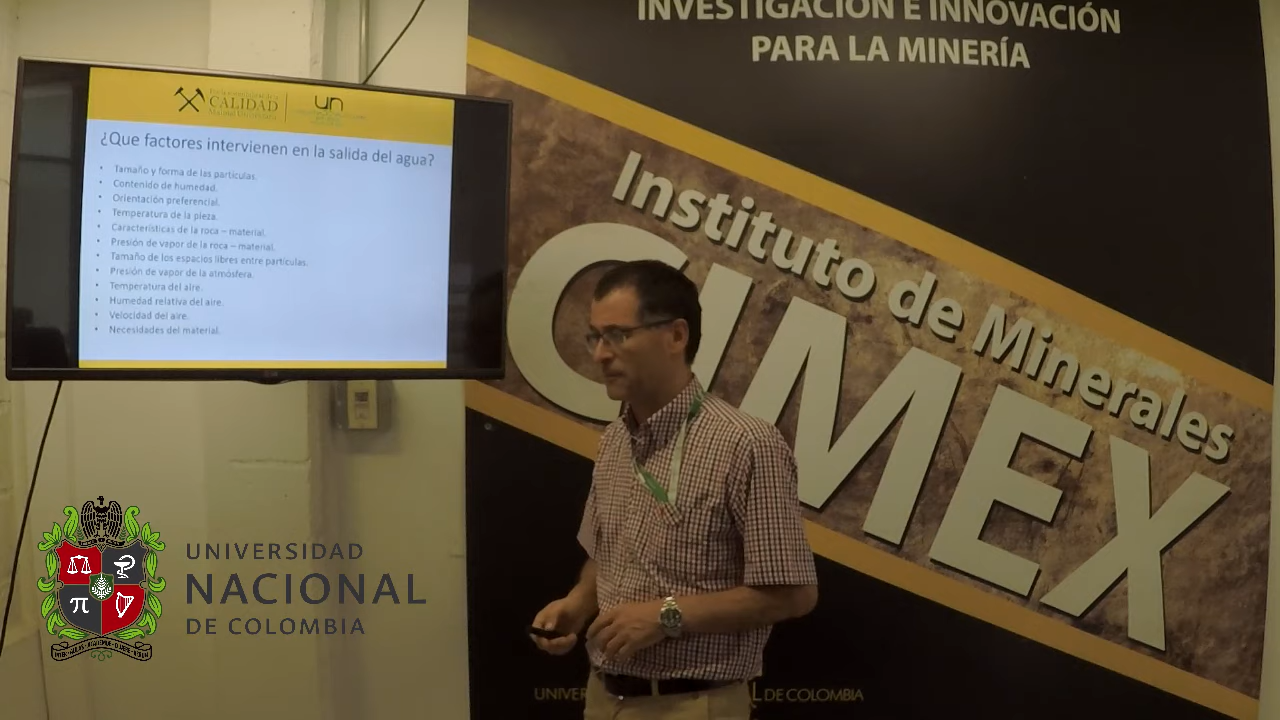 INVESTIGACIÓN E INNOVACIÓN
PARA LA MINERÍA
Instituto de Minerales
CIMEX
CALIDAD
un
¿Que factores intervienen en la salida del agua?
• Tamaño y forma de las partículas.
• Contenido de humedad.
• Orientación preferencial.
• Temperatura de la pieza.
• Características de la roca – material.
• Presión de vapor de la roca – material.
• Tamaño de los espacios libres entre partículas.
• Presión de vapor de la atmósfera.
• Temperatura del aire.
• Humedad relativa del aire.
• Velocidad del aire.
• Necesidades del material.
UNIVERSIDAD
NACIONAL
DE COLOMBIA
UNIVER L DE COLOMBIA